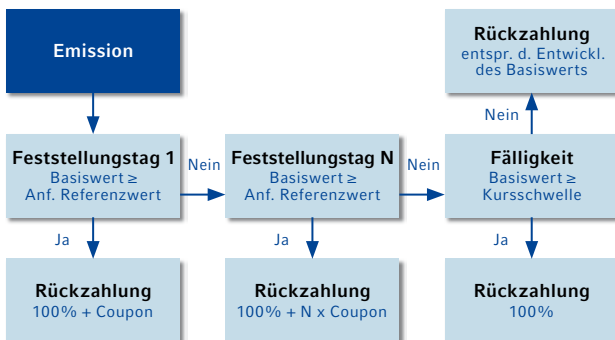 Emission
Rückzahlung
entspr. d. Entwickl.
des Basiswerts
Nein
Feststellungstag 1
Basiswert ≥
Anf. Referenzwert
Nein
Feststellungstag N
Basiswert ≥
Anf. Referenzwert
Nein
Fälligkeit
Basiswert ≥
Kursschwelle
Ja
Ja
Ja
Rückzahlung
100% + Coupon
Rückzahlung
100% + N x Coupon
Rückzahlung
100%